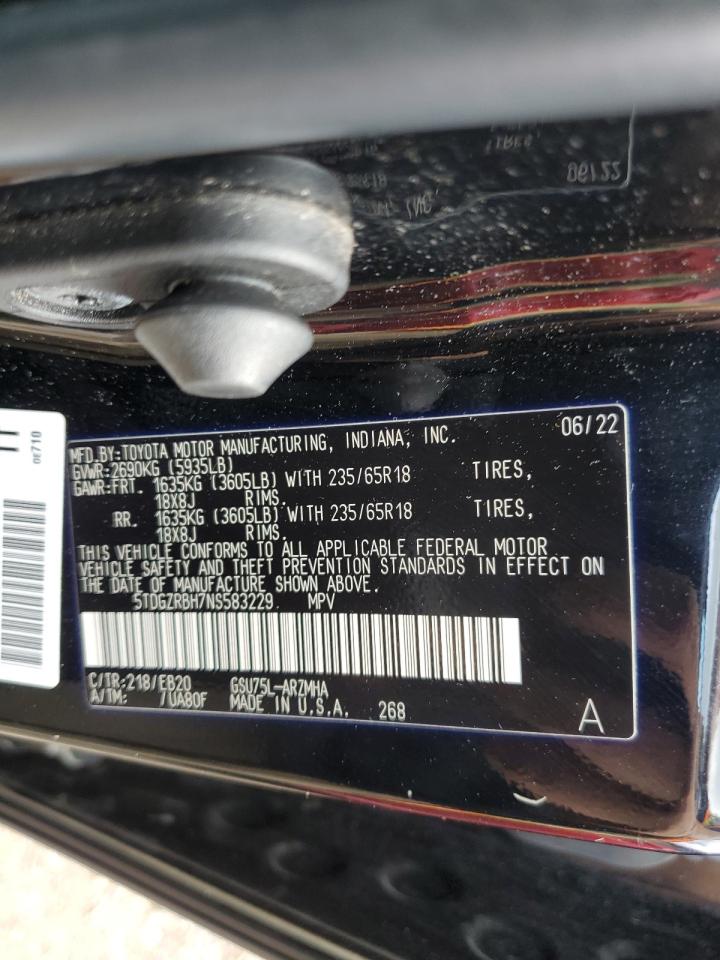 06/22
MFD.BY:TOYOTA MOTOR MANUFACTURING, INDIANA, INC.
GVWR:2690KG (5935LB)
GAWR:FRT. 1635KG (3605LB) WITH 235/65R18 TIRES,
18X8J RIMS.
RR. 1635KG (3605LB) WITH 235/65R18 TIRES,
18X8J RIMS.
THIS VEHICLE CONFORMS TO ALL APPLICABLE FEDERAL MOTOR
VEHICLE SAFETY AND THEFT PREVENTION STANDARDS IN EFFECT ON
THE DATE OF MANUFACTURE SHOWN ABOVE.
5TDGZRBH7NS583229 MPV
C/TR:218/EB20 GSU75L-ARZMHA
A/TM: /UA80F MADE IN U.S.A. 268
A
0E710